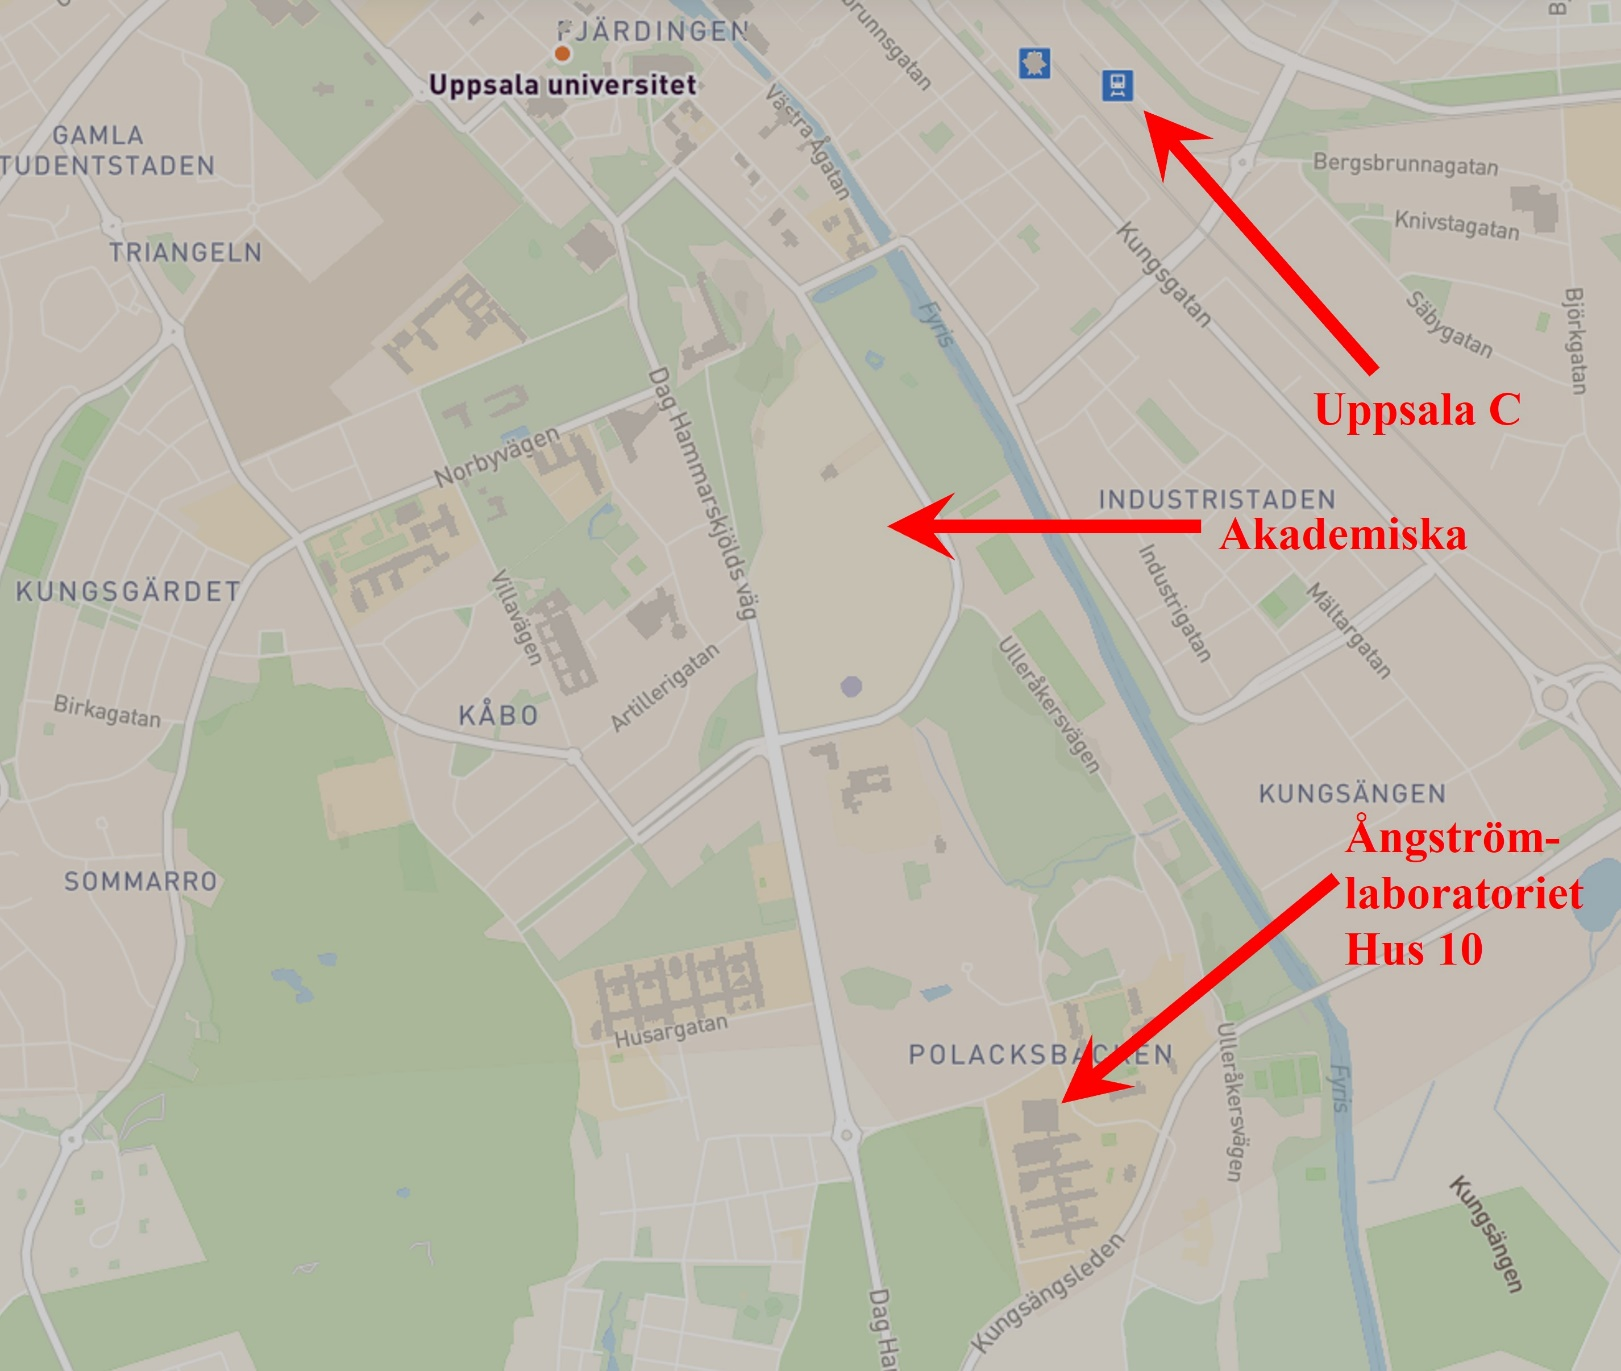 FJÄRDINGEN
Uppsala universitet
GAMLA
TUDENTSTADEN
TRIANGELN
Västra Ågatan
brunnsgatan
B
Bergsbrunnagatan
Knivstagatan
Kungsgatan
Säbygatan
Björkgatan
Fyris
Uppsala C
Dag Hammarskjölds väg
Norbyvägen
INDUSTRISTADEN
Akademiska
KUNGSGÄRDET
Villavägen
Industrigatan
Mältargatan
Ulleråkersvägen
Artillerigatan
Birkagatan
KÅBO
KUNGSÄNGEN
Ångström-
laboratoriet
Hus 10
SOMMARRO
Husargatan
POLACKSBACKEN
Ulleråkersvägen
Fyris
Kungsängen
Kungsängsleden
Dag Ha